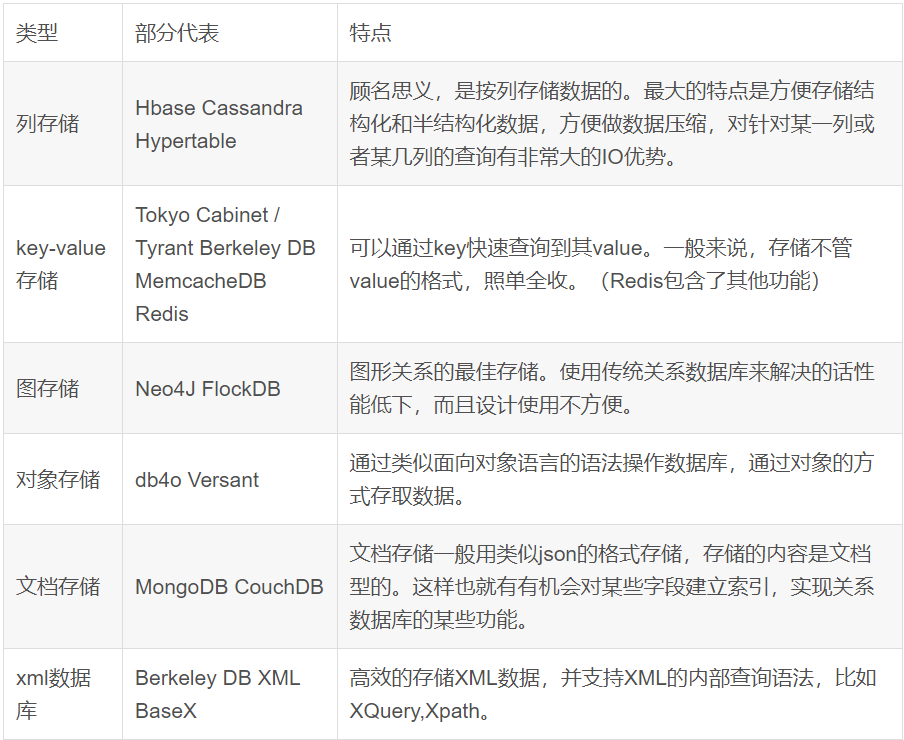 类型
部分代表
特点
列存储
Hbase Cassandra
Hypertable
顾名思义，是按列存储数据的。最大的特点是方便存储结
构化和半结构化数据，方便做数据压缩，对针对某一列或
者某几列的查询有非常大的IO优势。
key-value
存储
Tokyo Cabinet /
Tyrant Berkeley DB
MemcacheDB
Redis
可以通过key快速查询到其value。一般来说，存储不管
value的格式，照单全收。（Redis包含了其他功能）
图存储
Neo4J FlockDB
图形关系的最佳存储。使用传统关系数据库来解决的话性
能低下，而且设计使用不方便。
对象存储
db4o Versant
通过类似面向对象语言的语法操作数据库，通过对象的方
式存取数据。
文档存储
MongoDB CouchDB
文档存储一般用类似json的格式存储，存储的内容是文档
型的。这样也就有有机会对某些字段建立索引，实现关系
数据库的某些功能。
xml数据
库
Berkeley DB XML
BaseX
高效的存储XML数据，并支持XML的内部查询语法，比如
XQuery,Xpath。